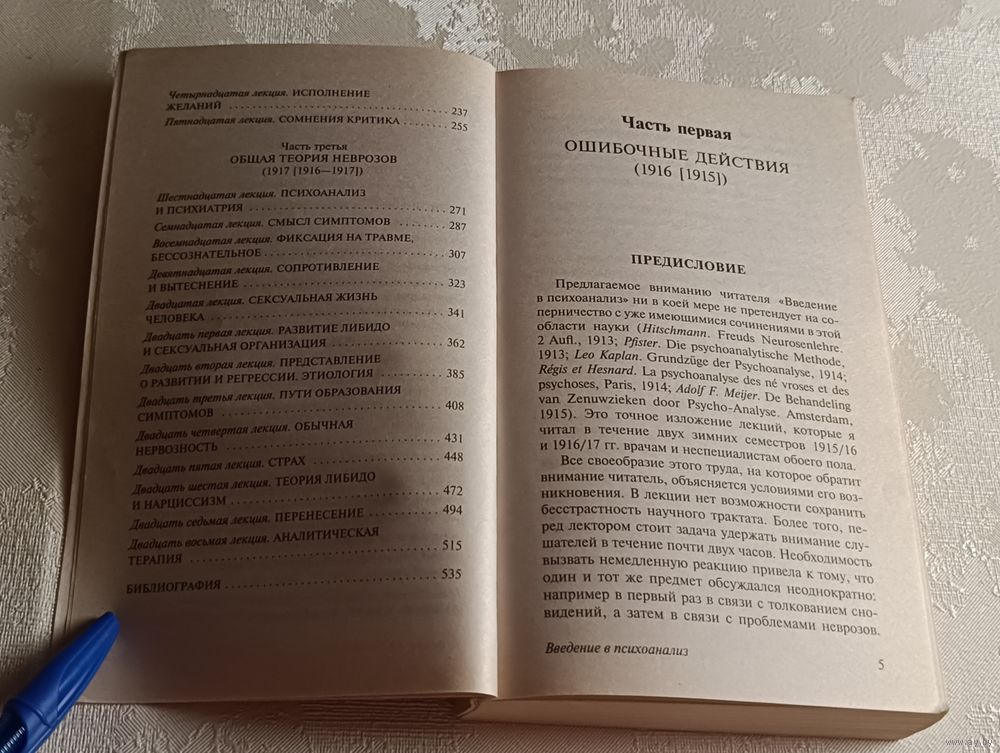 Четырнадцатая лекция. ИСПОЛНЕНИЕ
ЖЕЛАНИЙ ........................................ 237
Пятнадцатая лекция. СОМНЕНИЯ КРИТИКА ........ 255
Часть третья
ОБЩАЯ ТЕОРИЯ НЕВРОЗОВ
(1917 [1916—1917])
Шестнадцатая лекция. ПСИХОАНАЛИЗ
И ПСИХИАТРИЯ .................................... 271
Семнадцатая лекция. СМЫСЛ СИМПТОМОВ ........ 287
Восемнадцатая лекция. ФИКСАЦИЯ НА ТРАВМЕ,
БЕССОЗНАТЕЛЬНОЕ ................................ 307
Девятнадцатая лекция. СОПРОТИВЛЕНИЕ
И ВЫТЕСНЕНИЕ .................................... 323
Двадцатая лекция. СЕКСУАЛЬНАЯ ЖИЗНЬ
ЧЕЛОВЕКА ........................................ 341
Двадцать первая лекция. РАЗВИТИЕ ЛИБИДО
И СЕКСУАЛЬНАЯ ОРГАНИЗАЦИЯ ..................... 362
Двадцать вторая лекция. ПРЕДСТАВЛЕНИЕ
О РАЗВИТИИ И РЕГРЕССИИ. ЭТИОЛОГИЯ ............ 385
Двадцать третья лекция. ПУТИ ОБРАЗОВАНИЯ
СИМПТОМОВ ...................................... 408
Двадцать четвертая лекция. ОБЫЧНАЯ
НЕРВОЗНОСТЬ .................................... 431
Двадцать пятая лекция. СТРАХ .................... 448
Двадцать шестая лекция. ТЕОРИЯ ЛИБИДО
И НАРЦИССИЗМ .................................... 472
Двадцать седьмая лекция. ПЕРЕНЕСЕНИЕ ............ 494
Двадцать восьмая лекция. АНАЛИТИЧЕСКАЯ
ТЕРАПИЯ ........................................ 515
БИБЛИОГРАФИЯ .................................... 535
Часть первая
ОШИБОЧНЫЕ ДЕЙСТВИЯ
(1916 [1915])
ПРЕДИСЛОВИЕ
Предлагаемое вниманию читателя «Введение
в психоанализ» ни в коей мере не претендует на со-
перничество с уже имеющимися сочинениями в этой
области науки (Hitschmann. Freuds Neurosenlehre.
2 Aufl., 1913; Pfister. Die psychoanalytische Methode,
1913; Leo Kaplan. Grundzüge der Psychoanalyse, 1914;
Régis et Hesnard. La psychoanalyse des né vroses et des
psychoses, Paris, 1914; Adolf F. Meijer. De Behandeling
van Zenuwzieken door Psycho-Analyse. Amsterdam,
1915). Это точное изложение лекций, которые я
читал в течение двух зимних семестров 1915/16
и 1916/17 гг. врачам и неспециалистам обоего пола.
Все своеобразие этого труда, на которое обратит
внимание читатель, объясняется условиями его воз-
никновения. В лекции нет возможности сохранить
бесстрастность научного трактата. Более того, пе-
ред лектором стоит задача удержать внимание слу-
шателей в течение почти двух часов. Необходимость
вызвать немедленную реакцию привела к тому, что
один и тот же предмет обсуждался неоднократно:
например в первый раз в связи с толкованием сно-
видений, а затем в связи с проблемами неврозов.
Введение в психоанализ
5
www.ay.by